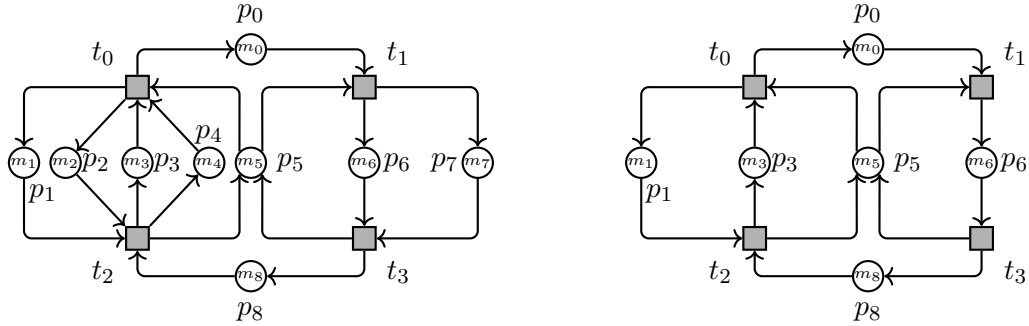 p0 p0
t0 m0 t1 t0 m0 t1
p4
m1 m2 p2 m3 p3 m4 m5 p5 m6 p6 p7 m7 m1 m3 p3 m5 p5 m6 p6
p1 p1
t2 m8 t3 t2 m8 t3
p8 p8